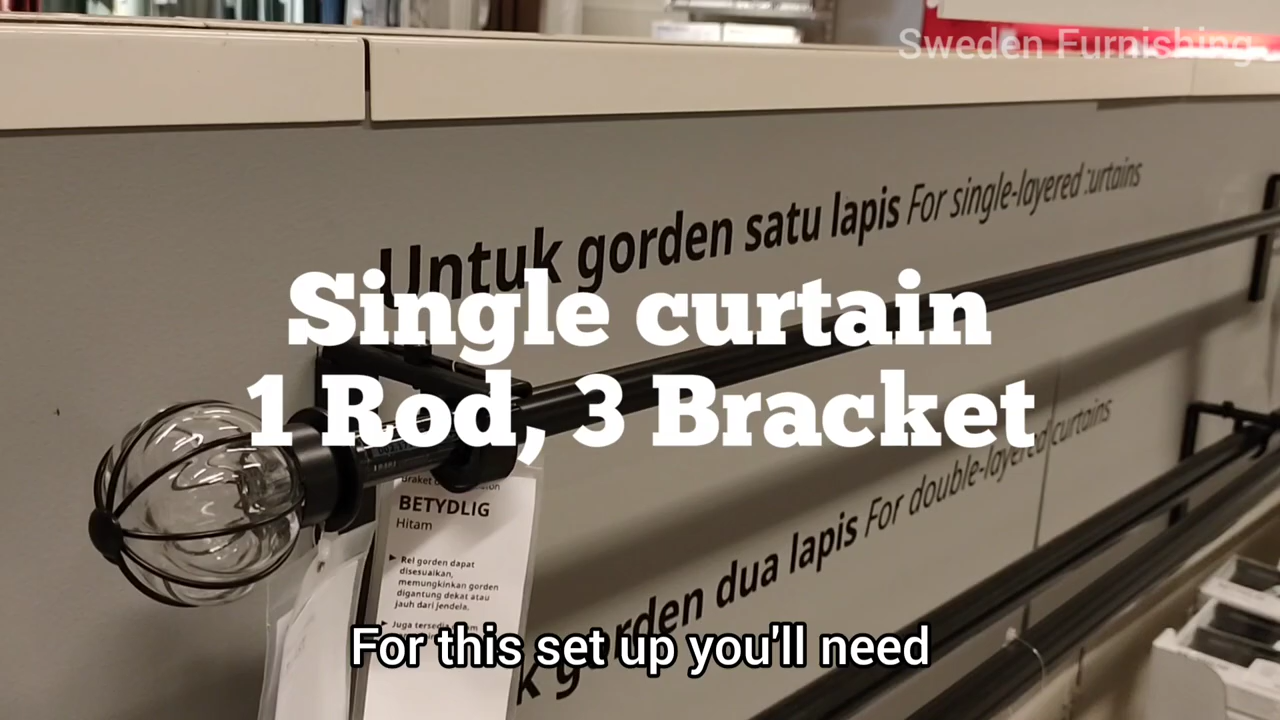 Sweden Furnishing
Untuk gorden satu lapis For single-layered curtains
Single curtain
1 Rod, 3 Bracket
BETYDLIG
Hitam
► Rel gorden dapat
disesuaikan,
memungkinkan gorden
digantung dekat atau
jauh dari jendela.
► Juga tersedia
gorden dua lapis For double-layered curtains
For this set up you'll need